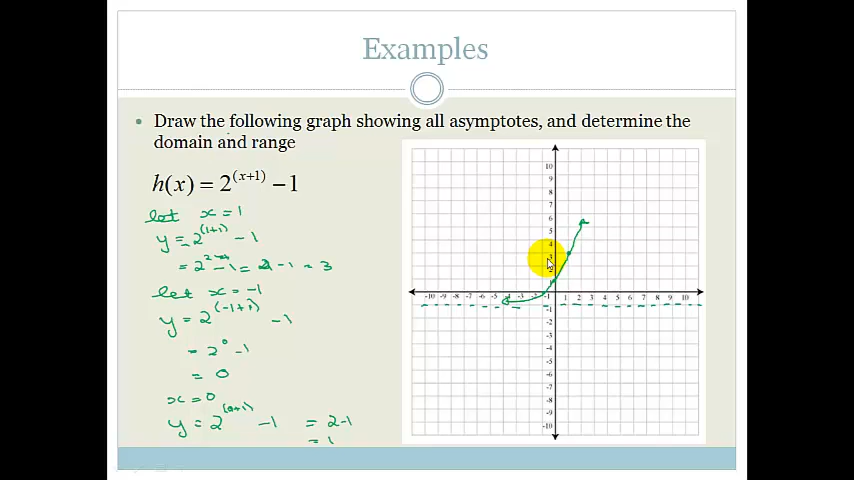 Examples
• Draw the following graph showing all asymptotes, and determine the
domain and range
h(x) = 2^(x+1) − 1
let x = 1
y = 2^(1+1) − 1
= 2^2 − 1 = 4 − 1 = 3
let x = −1
y = 2^(−1+1) − 1
= 2^0 − 1
= 0
x = 0
y = 2^(0+1) − 1 = 2−1
= 1
10
9
8
7
6
5
4
3
2
1
-10 -9 -8 -7 -6 -5 -4 -3 -2 -1 1 2 3 4 5 6 7 8 9 10
-1
-2
-3
-4
-5
-6
-7
-8
-9
-10